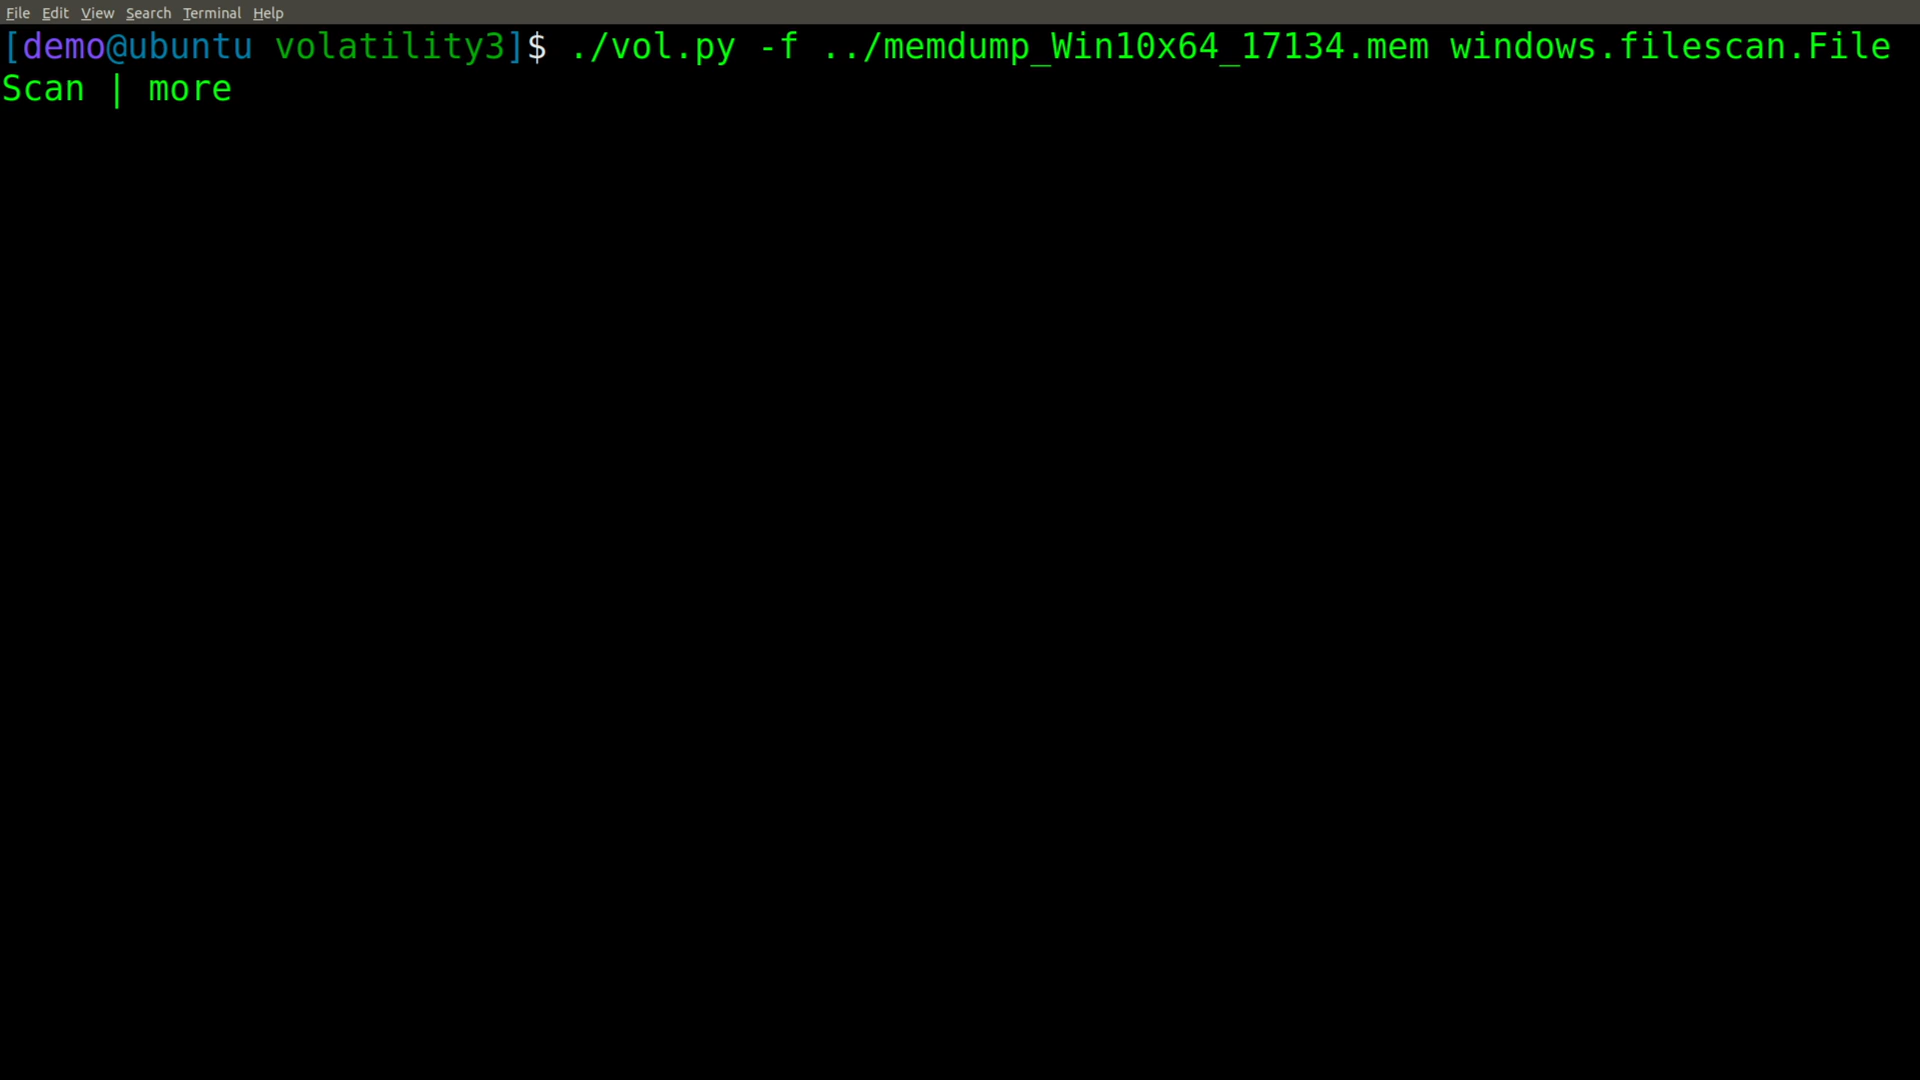 File Edit View Search Terminal Help
[demo@ubuntu volatility3]$ ./vol.py -f ../memdump_Win10x64_17134.mem windows.filescan.File
Scan | more